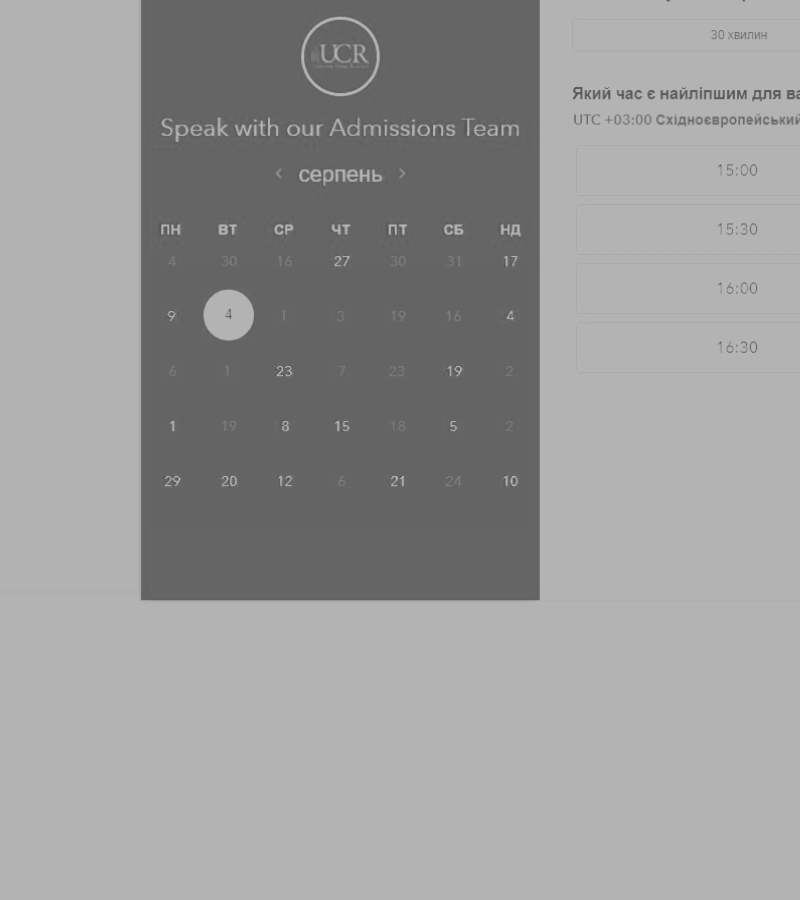 UCR
Speak with our Admissions Team
‹ серпень ›
ПН ВТ СР ЧТ ПТ СБ НД
4 30 16 27 30 31 17
9 4 1 3 19 16 4
6 1 23 7 23 19 2
1 19 8 15 18 5 2
29 20 12 6 21 24 10
30 хвилин
Який час є найліпшим для
UTC +03:00 Східноєвропейський
15:00
15:30
16:00
16:30